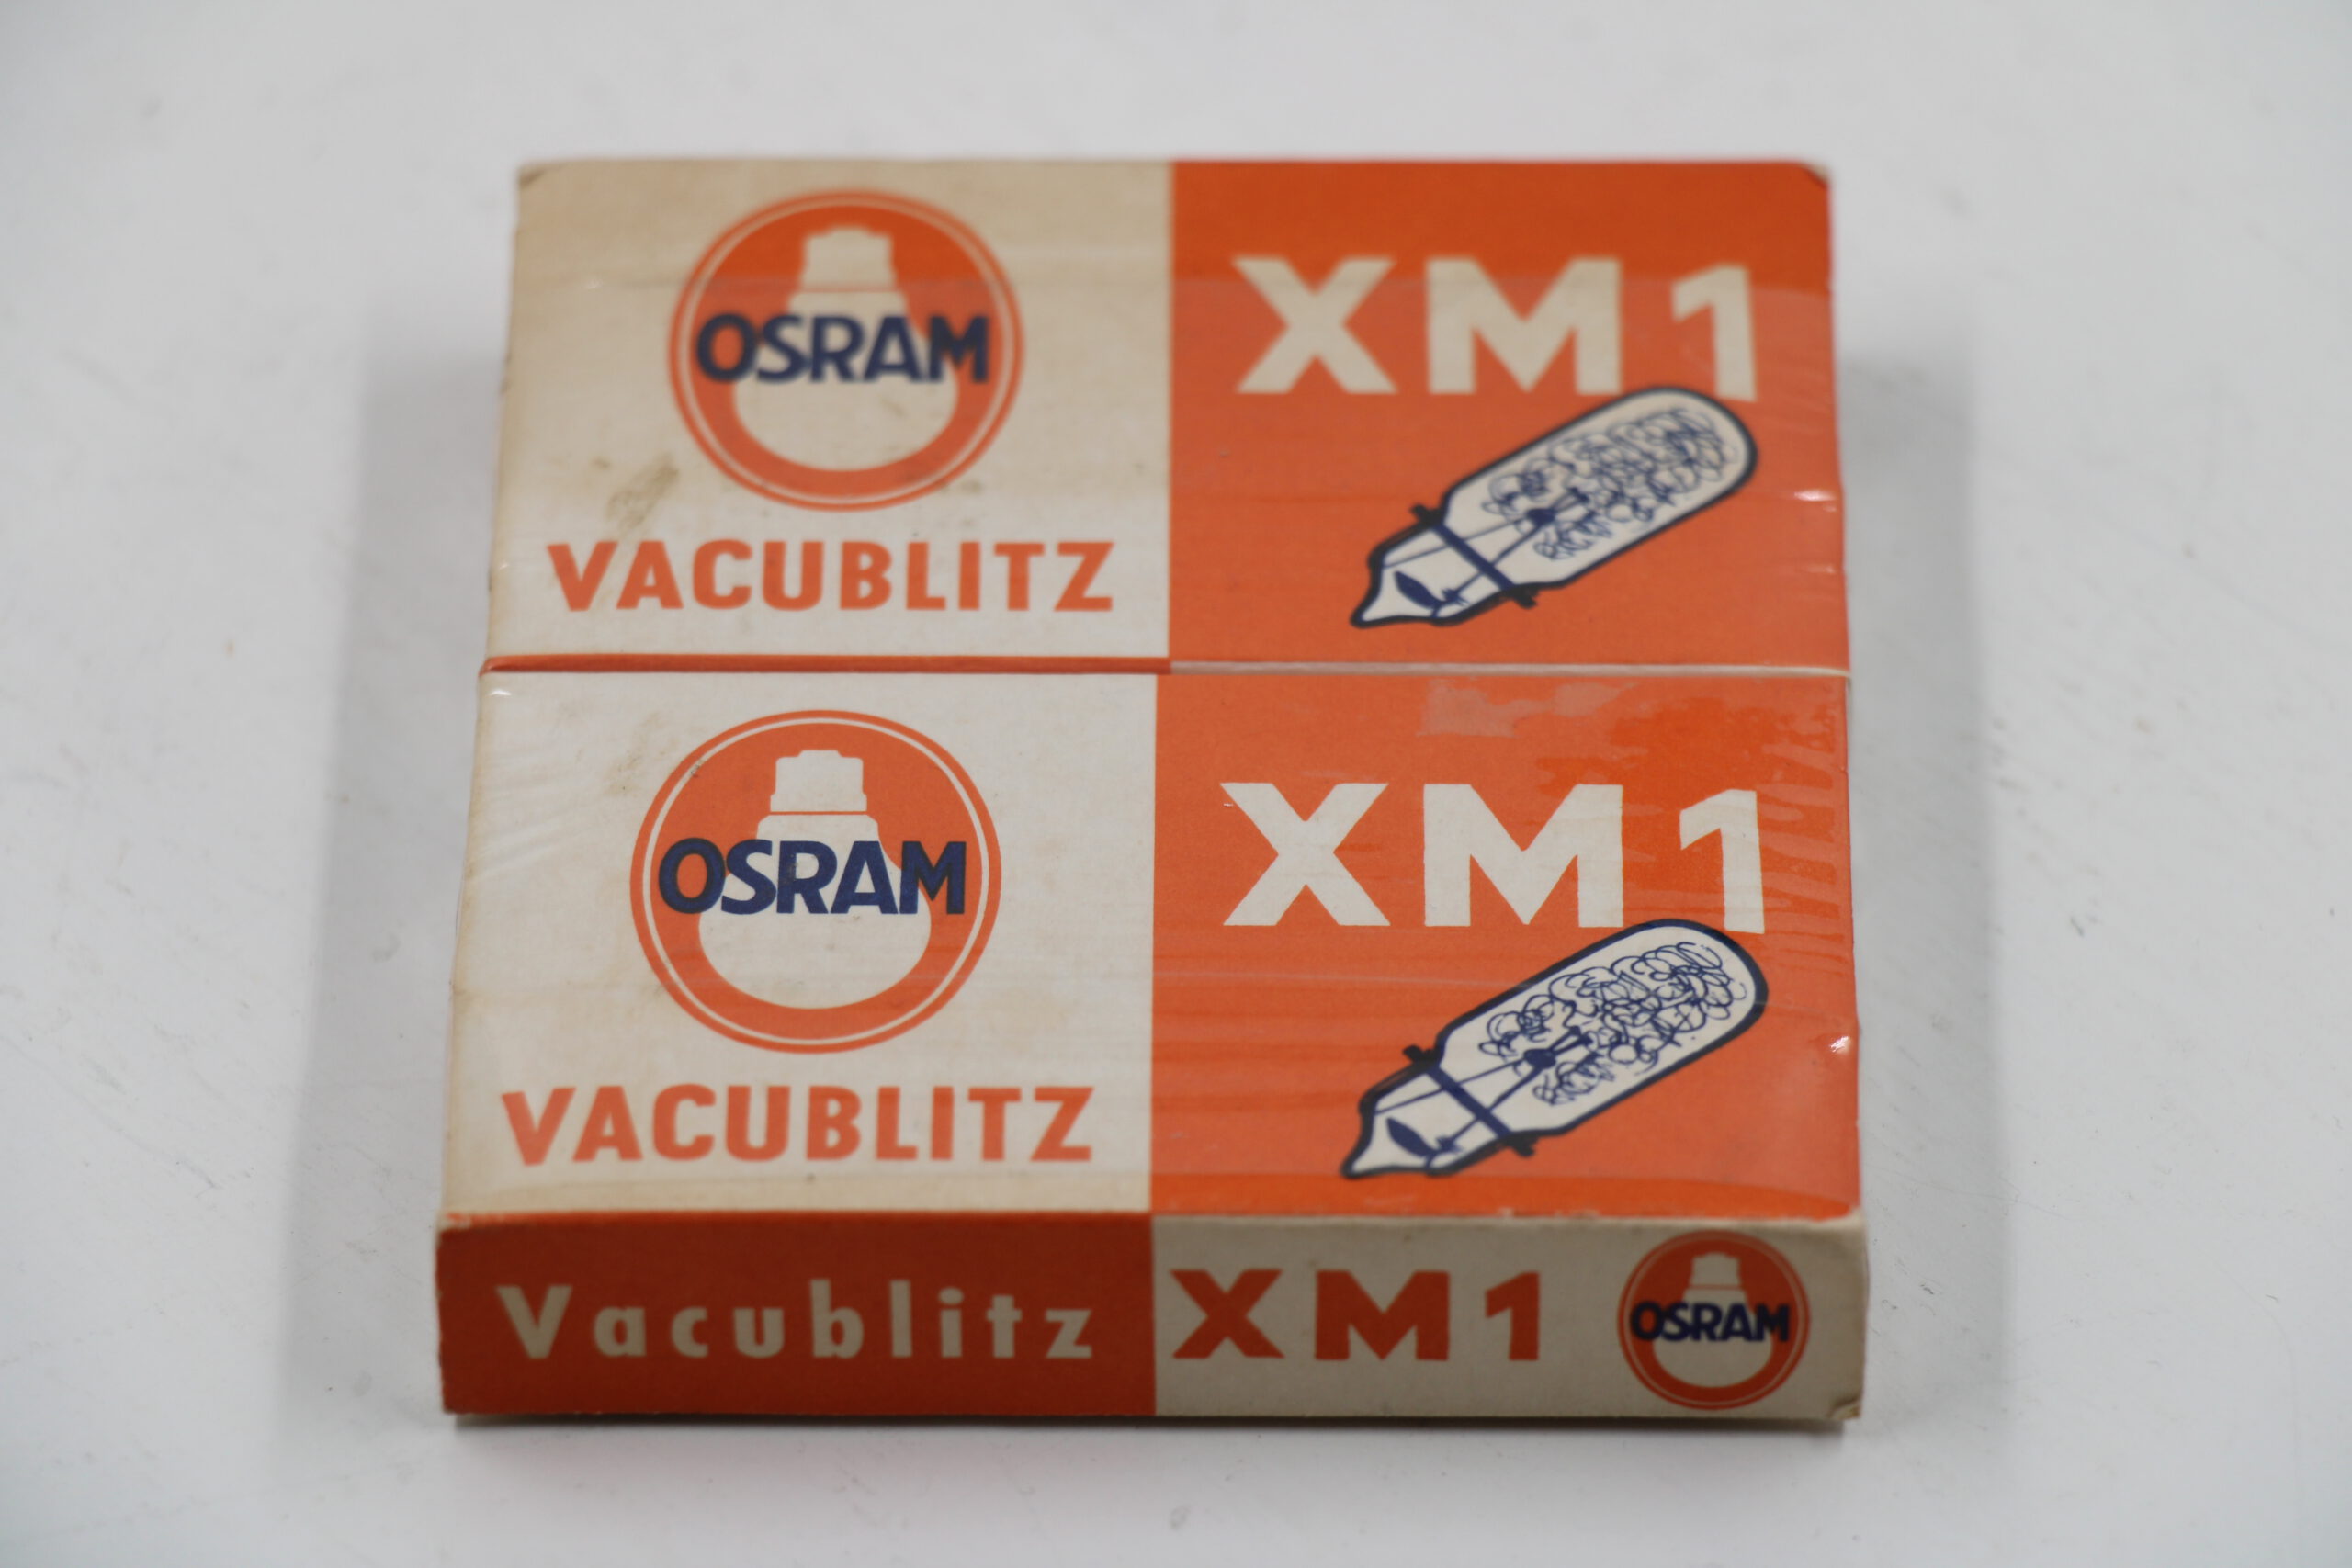 OSRAM
XM1
VACUBLITZ
OSRAM
XM1
VACUBLITZ
Vacublitz XM1 OSRAM